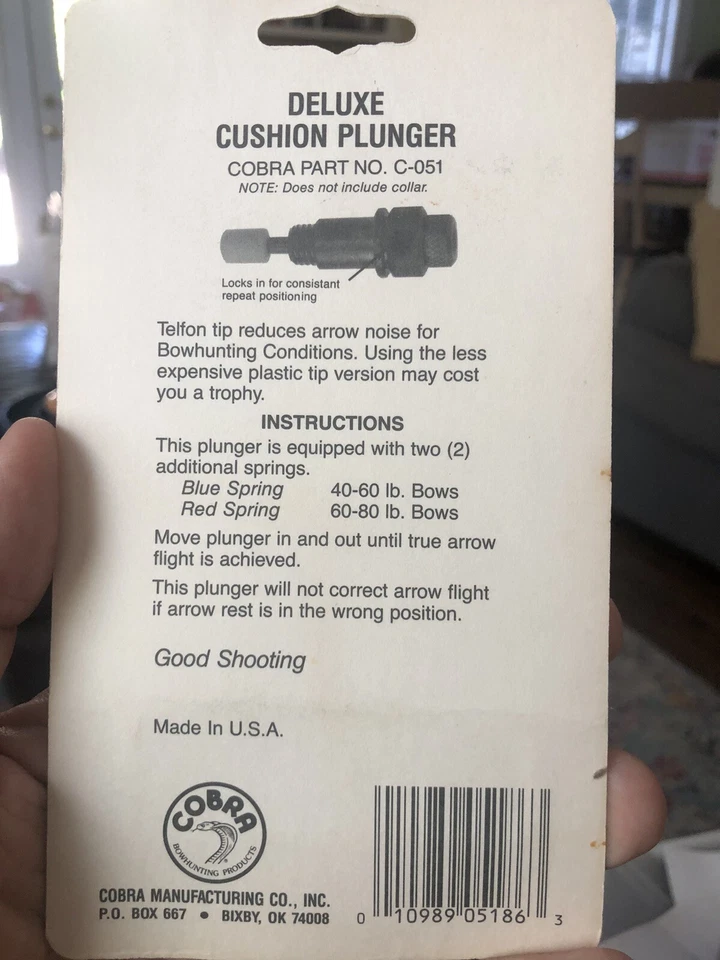 DELUXE
CUSHION PLUNGER
COBRA PART NO. C-051
NOTE: Does not include collar.
Locks in for consistant
repeat positioning
Telfon tip reduces arrow noise for
Bowhunting Conditions. Using the less
expensive plastic tip version may cost
you a trophy.
INSTRUCTIONS
This plunger is equipped with two (2)
additional springs.
Blue Spring 40-60 lb. Bows
Red Spring 60-80 lb. Bows
Move plunger in and out until true arrow
flight is achieved.
This plunger will not correct arrow flight
if arrow rest is in the wrong position.
Good Shooting
Made In U.S.A.
COBRA
BOWHUNTING PRODUCTS
COBRA MANUFACTURING CO., INC.
P.O. BOX 667 • BIXBY, OK 74008
0 10989 05186 3